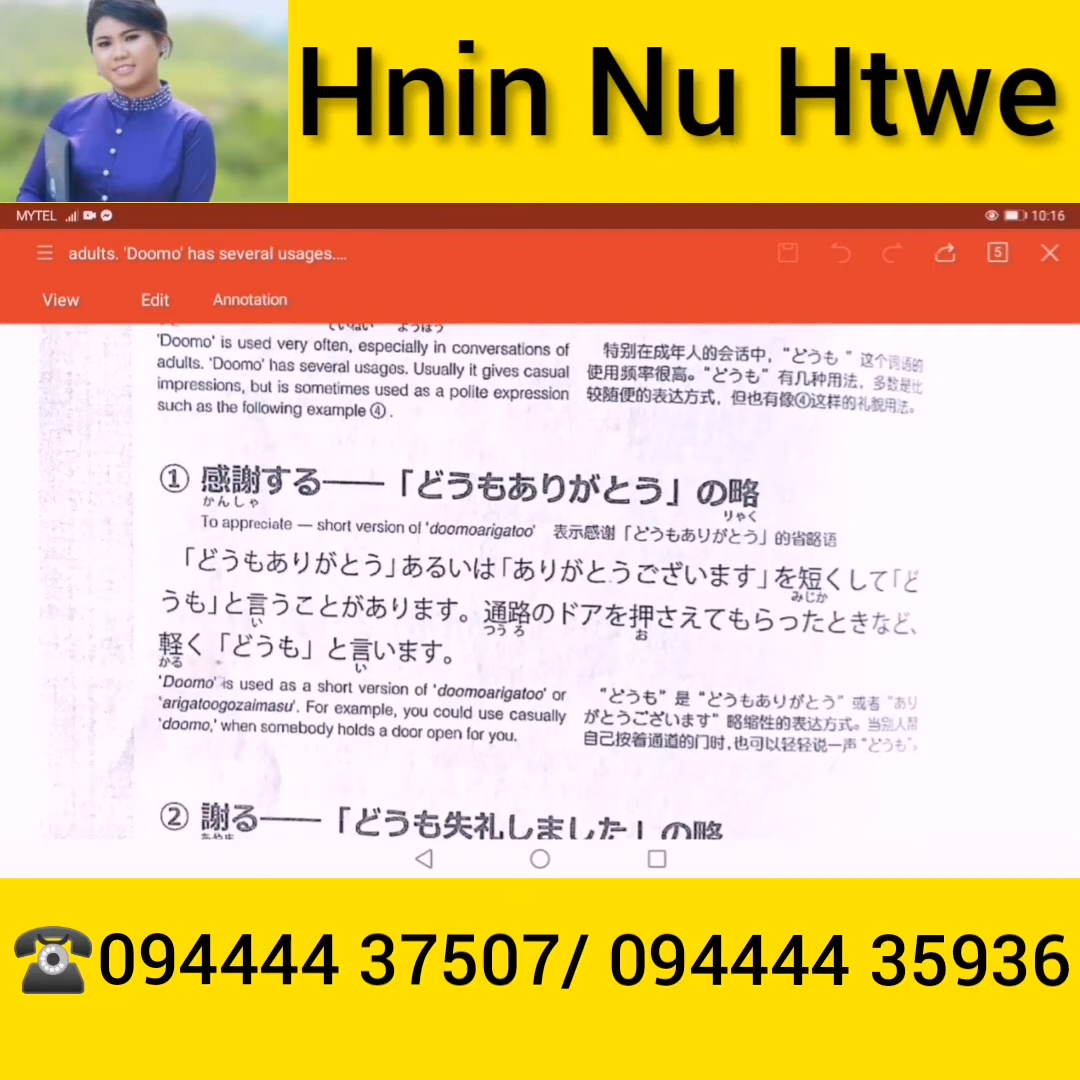 Hnin Nu Htwe
MYTEL
10:16
adults. 'Doomo' has several usages....
5
View Edit Annotation
ていねい ようほう
'Doomo' is used very often, especially in conversations of
adults. 'Doomo' has several usages. Usually it gives casual
impressions, but is sometimes used as a polite expression
such as the following example ④.
特别在成年人的会话中，“どうも ” 这个词语的
使用频率很高。“どうも” 有几种用法，多数是比
较随便的表达方式，但也有像④这样的礼貌用法。
① 感謝する――「どうもありがとう」の略
かんしゃ りゃく
To appreciate — short version of 'doomoarigatoo' 表示感谢「どうもありがとう」的省略语
「どうもありがとう」あるいは「ありがとうございます」を短くして「ど
みじか
うも」と言うことがあります。通路のドアを押さえてもらったときなど、
い つうろ お
軽く「どうも」と言います。
かる い
'Doomo' is used as a short version of 'doomoarigatoo' or
'arigatoogozaimasu'. For example, you could use casually
'doomo,' when somebody holds a door open for you.
“どうも” 是 “どうもありがとう” 或者 “あり
がとうございます” 略缩性的表达方式。当别人帮
自己按着通道的门时，也可以轻轻说一声 “どうも”。
② 謝る――「どうも失礼しました」の略
あやま
094444 37507/ 094444 35936